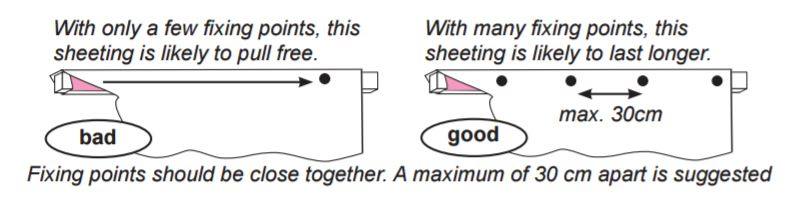 With only a few fixing points, this
sheeting is likely to pull free.
bad
With many fixing points, this
sheeting is likely to last longer.
max. 30cm
good
Fixing points should be close together. A maximum of 30 cm apart is suggested